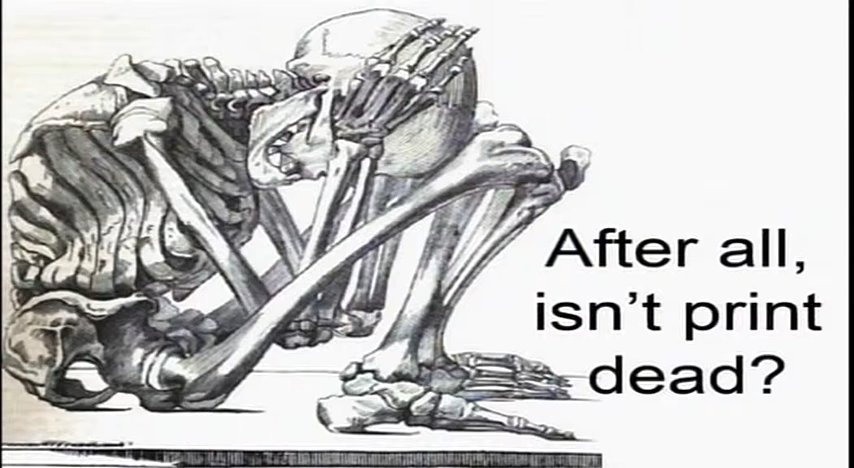 After all,
isn’t print
dead?